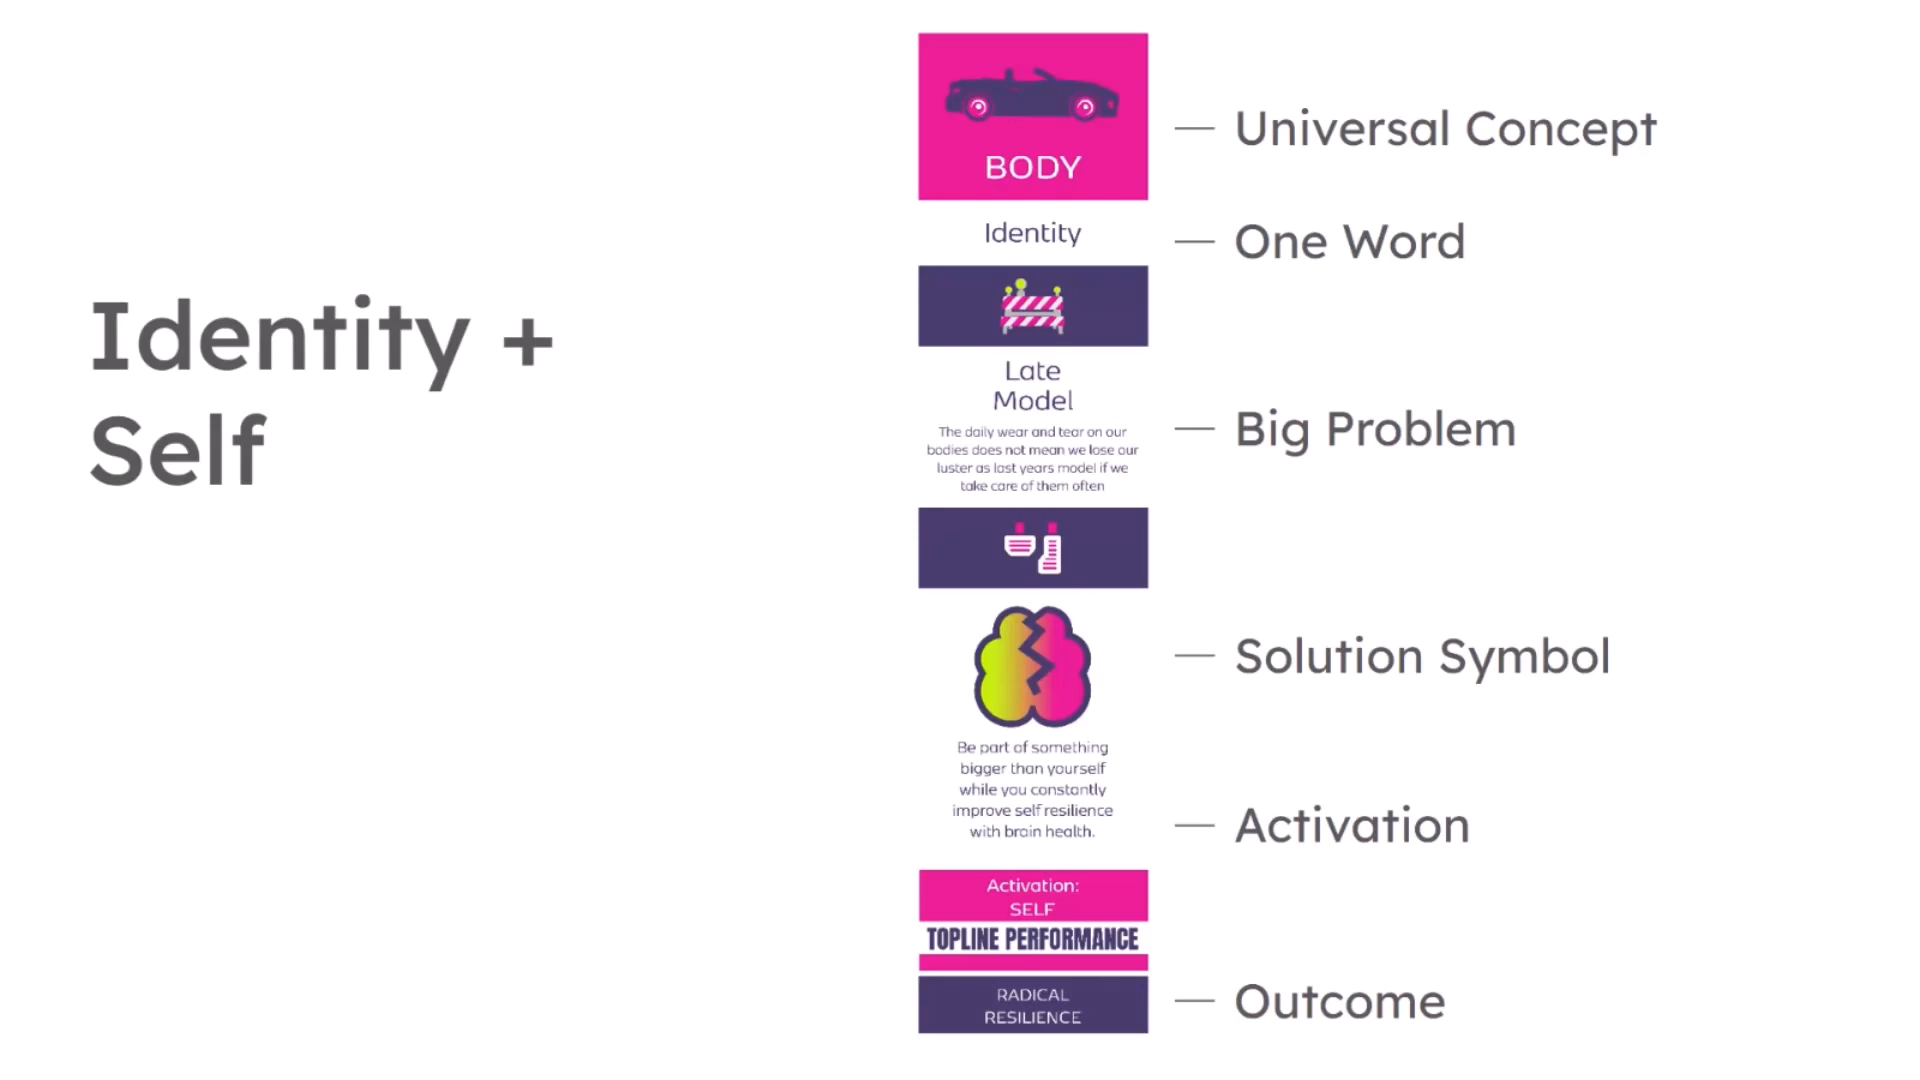 Identity +
Self
BODY
Universal Concept
Identity
One Word
Late
Model
The daily wear and tear on our
bodies does not mean we lose our
luster as last years model if we
take care of them often
Big Problem
Solution Symbol
Be part of something
bigger than yourself
while you constantly
improve self resilience
with brain health.
Activation
Activation:
SELF
TOPLINE PERFORMANCE
RADICAL
RESILIENCE
Outcome